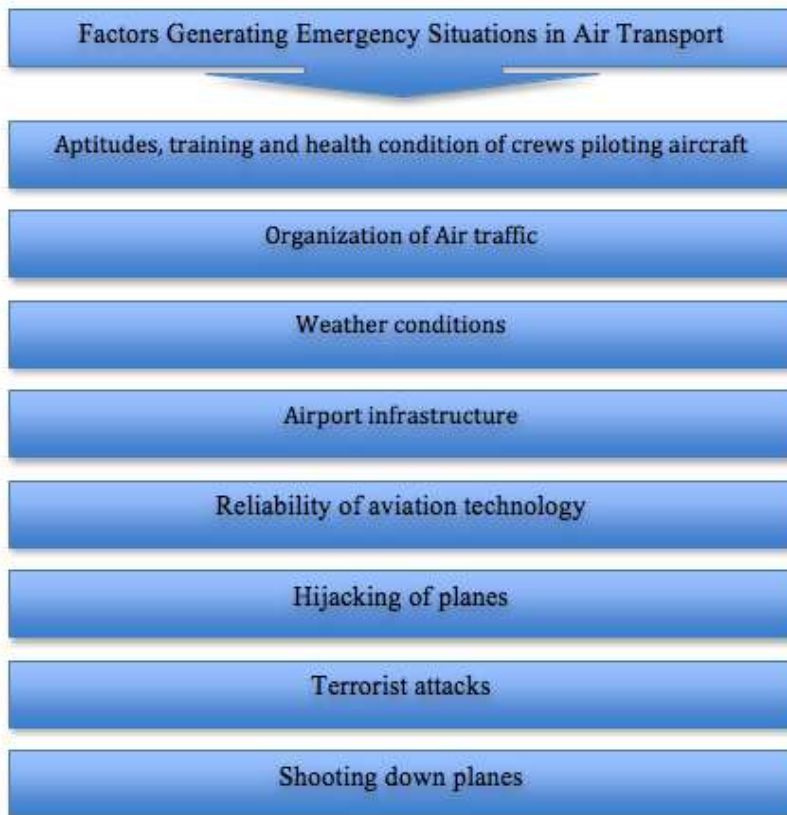 Factors Generating Emergency Situations in Air Transport
Aptitudes, training and health condition of crews piloting aircraft
Organization of Air traffic
Weather conditions
Airport infrastructure
Reliability of aviation technology
Hijacking of planes
Terrorist attacks
Shooting down planes